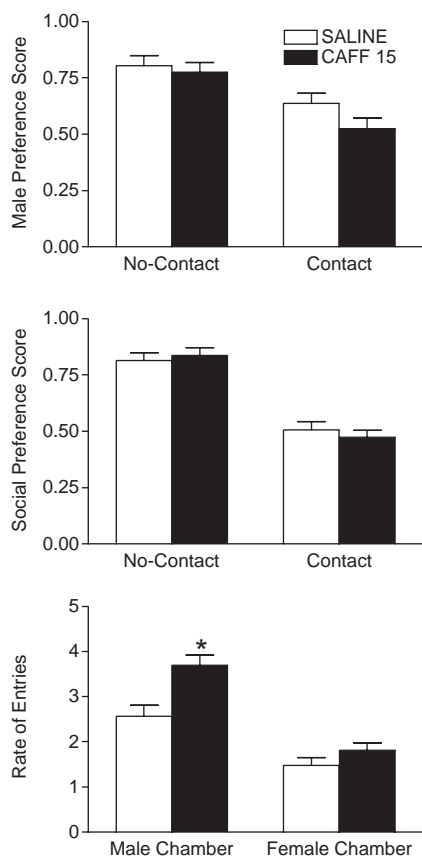 SALINE
CAFF 15
Male Preference Score
1.00
0.75
0.50
0.00
No-Contact
Contact
Social Preference Score
1.00
0.75
0.50
0.25
0.00
No-Contact
Contact
Rate of Entries
5
4
3
2
1
0
*
Male Chamber
Female Chamber